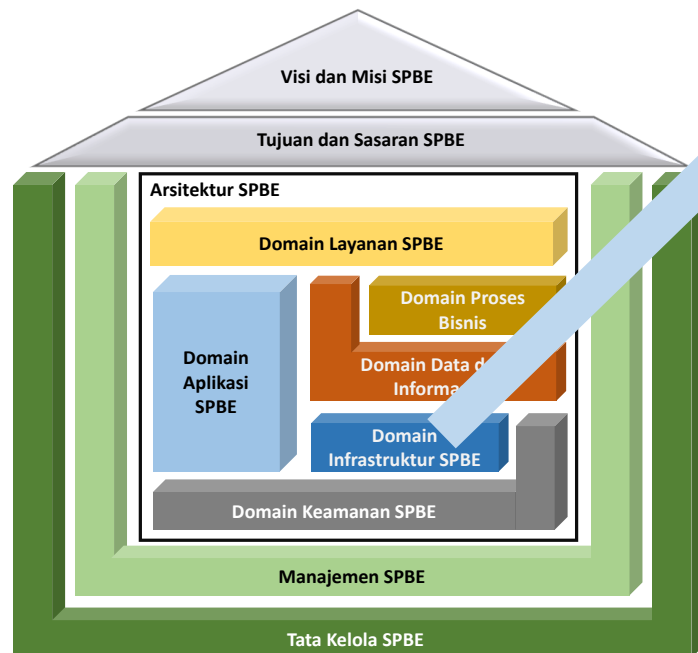 Visi dan Misi SPBE
Tujuan dan Sasaran SPBE
Arsitektur SPBE
Domain Layanan SPBE
Domain Proses
Bisnis
Domain
Aplikasi
SPBE
Domain Data
Domain
Infrastruktur SPBE
Domain Keamanan SPBE
Manajemen SPBE
Tata Kelola SPBE